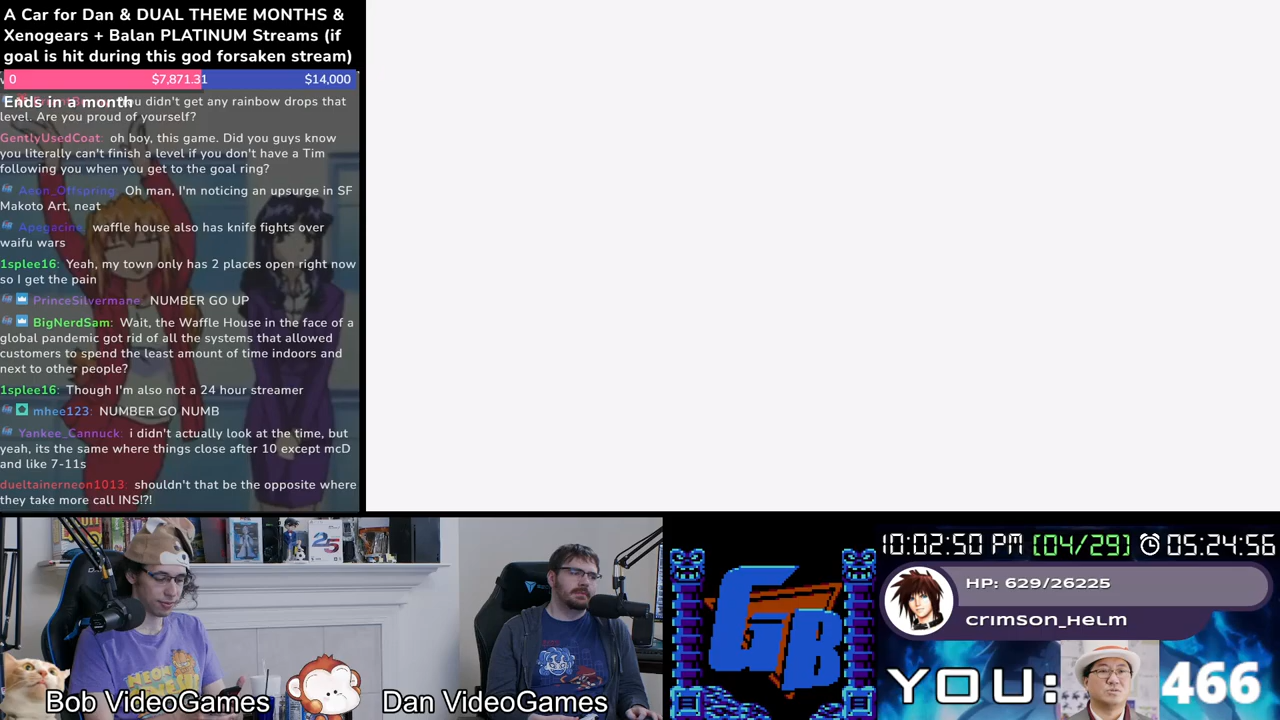 A Car for Dan & DUAL THEME MONTHS &
Xenogears + Balan PLATINUM Streams (if
goal is hit during this god forsaken stream)
0 $7,871.31 $14,000
Ends in a month
you didn't get any rainbow drops that
level. Are you proud of yourself?
GentlyUsedCoat: oh boy, this game. Did you guys know
you literally can't finish a level if you don't have a Tim
following you when you get to the goal ring?
Aeon_Offspring: Oh man, I'm noticing an upsurge in SF
Makoto Art, neat
Apegacine: waffle house also has knife fights over
waifu wars
1splee16: Yeah, my town only has 2 places open right now
so I get the pain
PrinceSilvermane: NUMBER GO UP
BigNerdSam: Wait, the Waffle House in the face of a
global pandemic got rid of all the systems that allowed
customers to spend the least amount of time indoors and
next to other people?
1splee16: Though I'm also not a 24 hour streamer
mhee123: NUMBER GO NUMB
Yankee_Cannuck: i didn't actually look at the time, but
yeah, its the same where things close after 10 except mcD
and like 7-11s
dueltainerneon1013: shouldn't that be the opposite where
they take more call INS!?!
10:02:50 PM [04/29] 05:24:56
HP: 629/26225
crimson_Helm
GB
YOU: 466
Bob VideoGames
Dan VideoGames
25